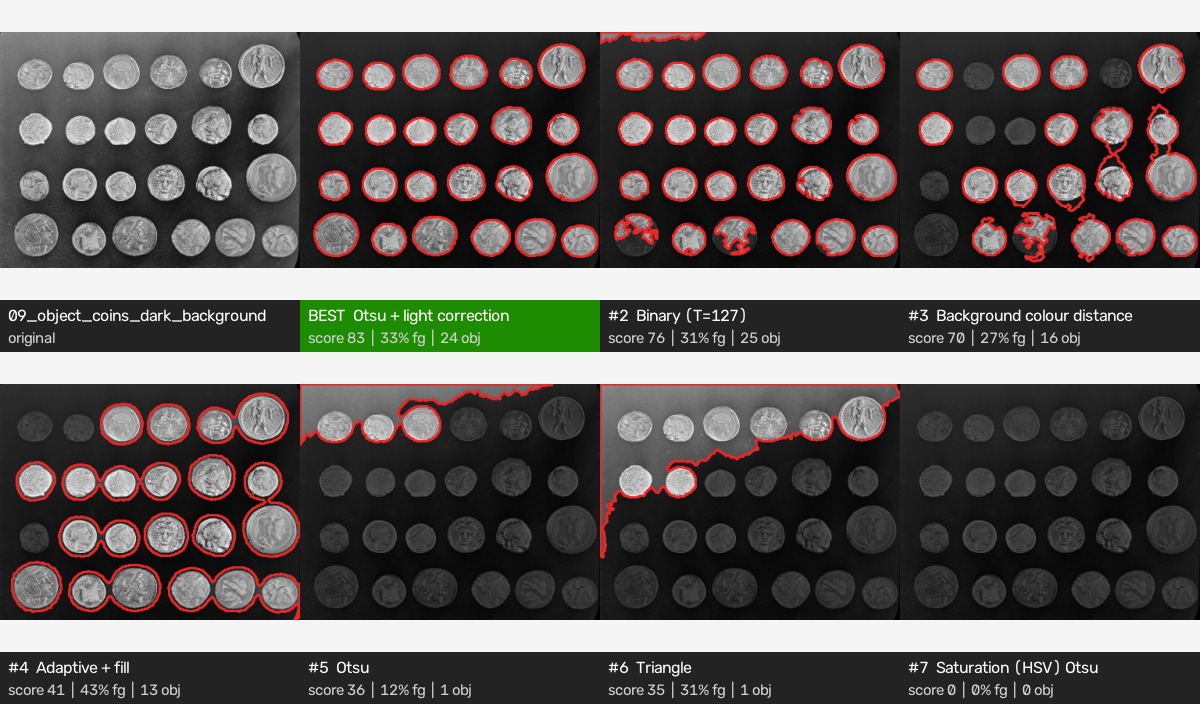 09_object_coins_dark_background
original
BEST Otsu + light correction
score 83 | 33% fg | 24 obj
#2 Binary (T=127)
score 76 | 31% fg | 25 obj
#3 Background colour distance
score 70 | 27% fg | 16 obj
#4 Adaptive + fill
score 41 | 43% fg | 13 obj
#5 Otsu
score 36 | 12% fg | 1 obj
#6 Triangle
score 35 | 31% fg | 1 obj
#7 Saturation (HSV) Otsu
score 0 | 0% fg | 0 obj